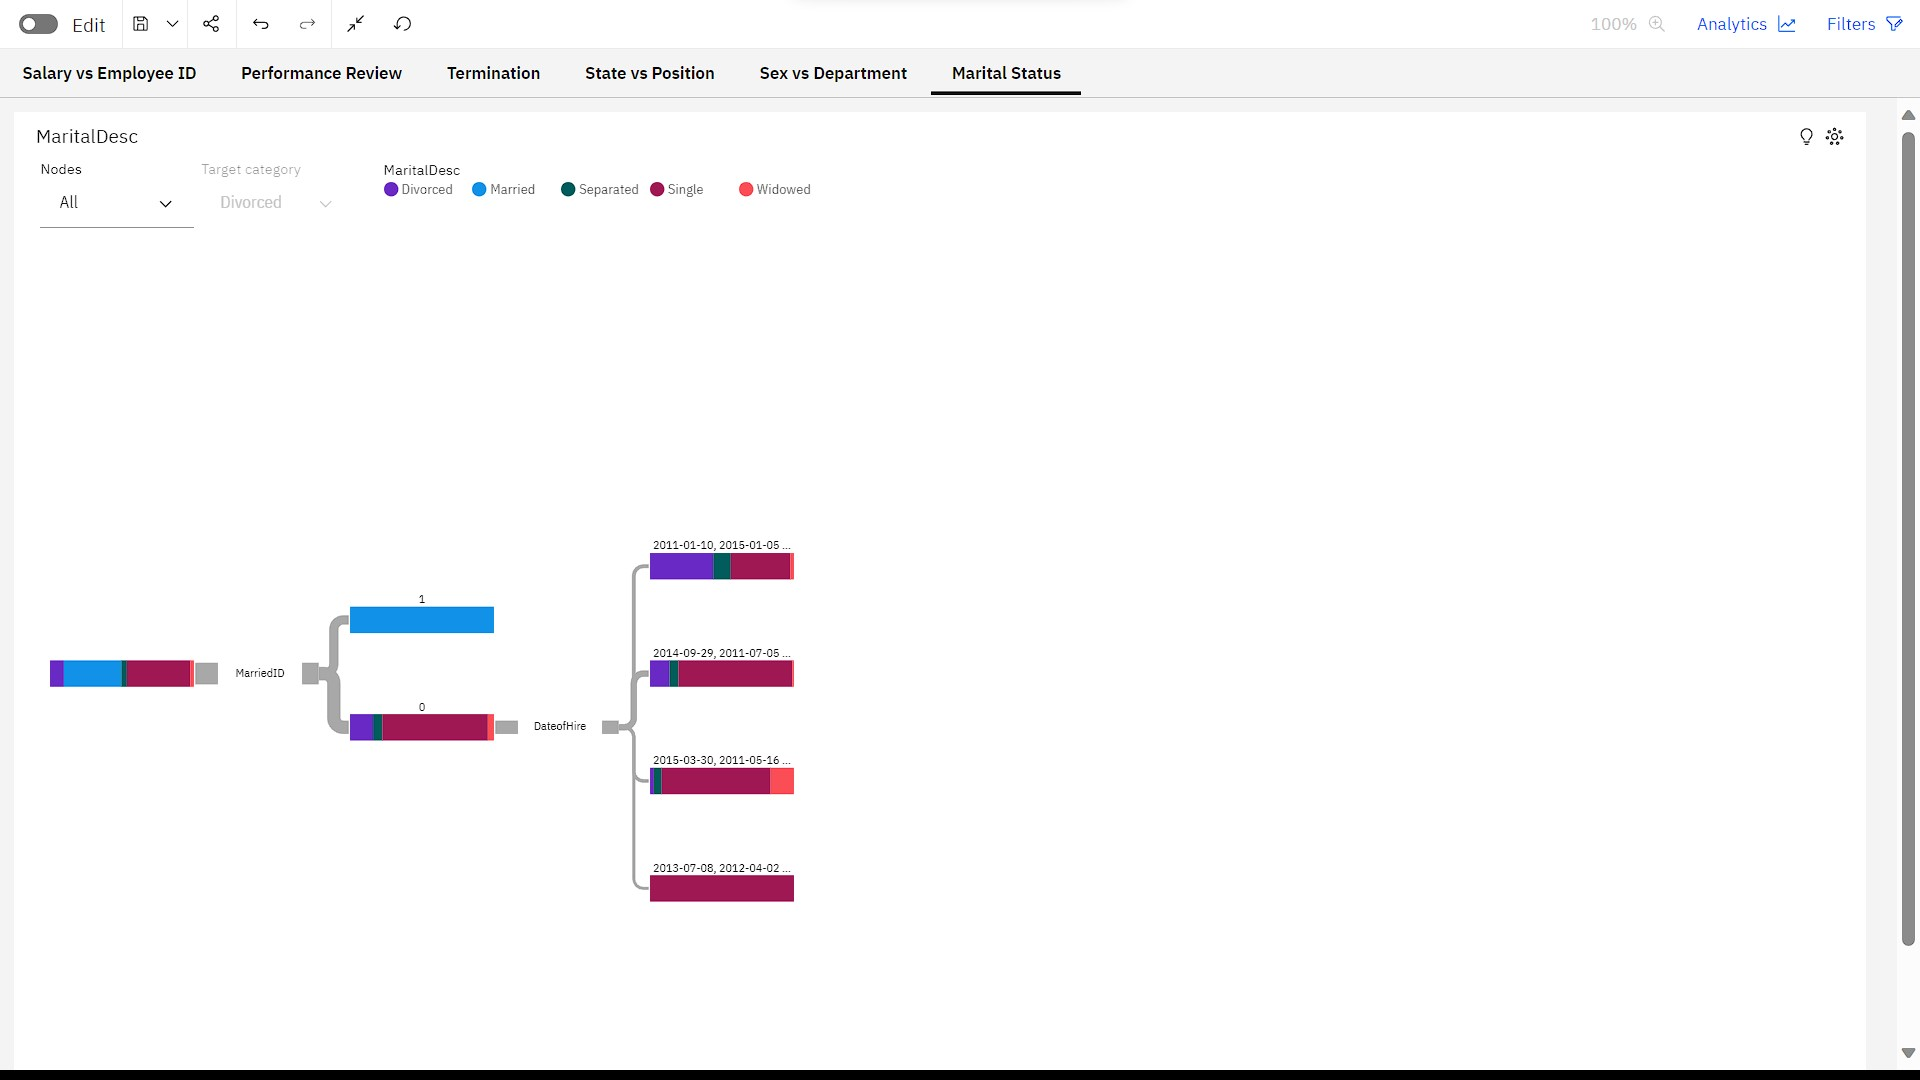 Edit
100%
Analytics
Filters
Salary vs Employee ID
Performance Review
Termination
State vs Position
Sex vs Department
Marital Status
MaritalDesc
Nodes
All
Target category
Divorced
MaritalDesc
Divorced
Married
Separated
Single
Widowed
MarriedID
1
0
DateofHire
2011-01-10, 2015-01-05 ...
2014-09-29, 2011-07-05 ...
2015-03-30, 2011-05-16 ...
2013-07-08, 2012-04-02 ...